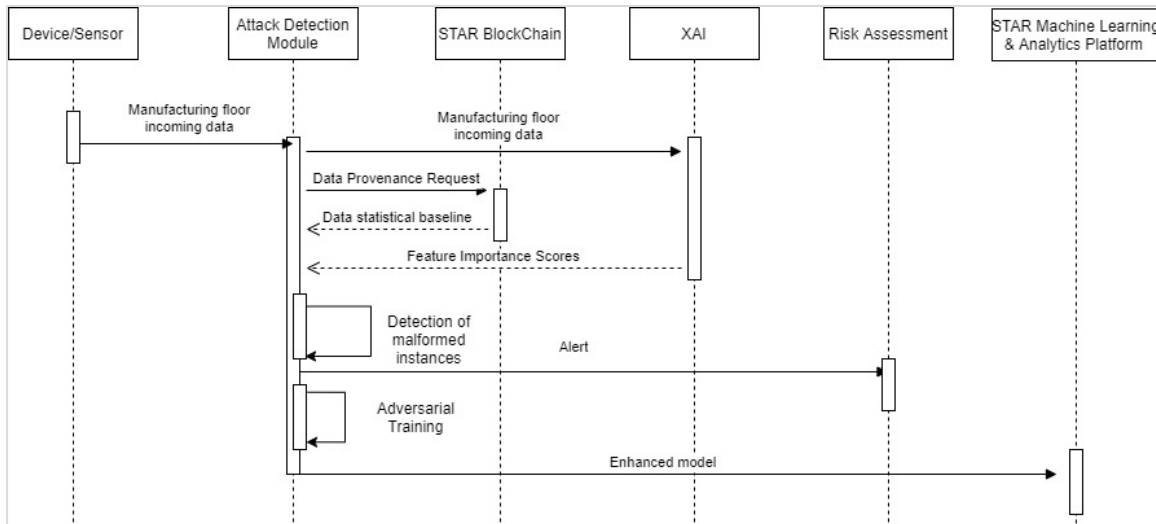 Device/Sensor
Attack Detection
Module
STAR BlockChain
XAI
Risk Assessment
STAR Machine Learning
& Analytics Platform
Manufacturing floor
incoming data
Manufacturing floor
incoming data
Data Provenance Request
Data statistical baseline
Feature Importance Scores
Detection of
malformed
instances
Alert
Adversarial
Training
Enhanced model